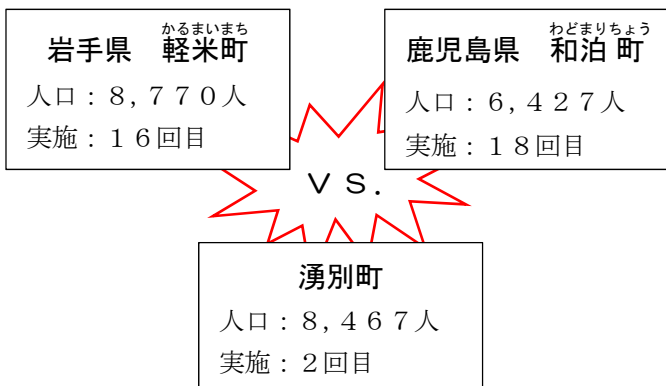 かるまいまち
岩手県　軽米町
人口：８,７７０人
実施：１６回目
わどまりちょう
鹿児島県　和泊町
人口：６,４２７人
実施：１８回目
ＶＳ.
湧別町
人口：８,４６７人
実施：２回目